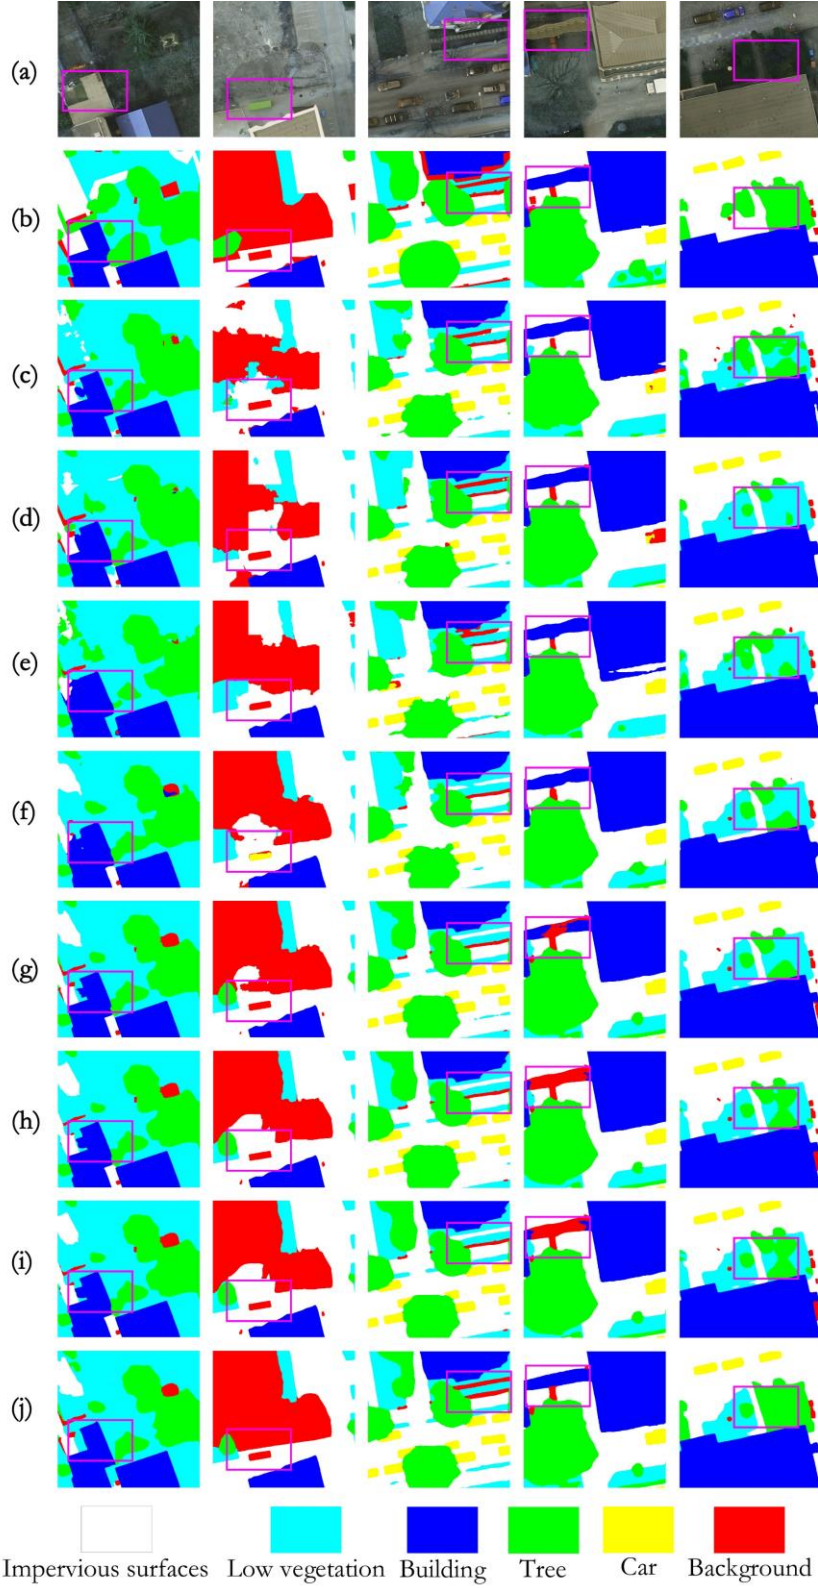 (a)
(b)
(c)
(d)
(e)
(f)
(g)
(h)
(i)
(j)
Impervious surfaces Low vegetation Building Tree Car Background